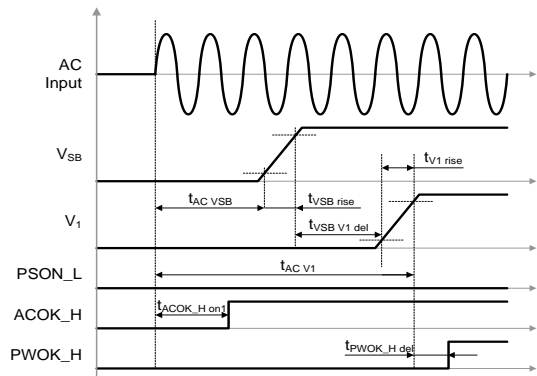 AC
Input
V_SB
t_V1 rise
t_AC VSB
t_VSB rise
V_1
t_VSB V1 del
t_AC V1
PSON_L
ACOK_H
t_ACOK_H on1
PWOK_H
t_PWOK_H del